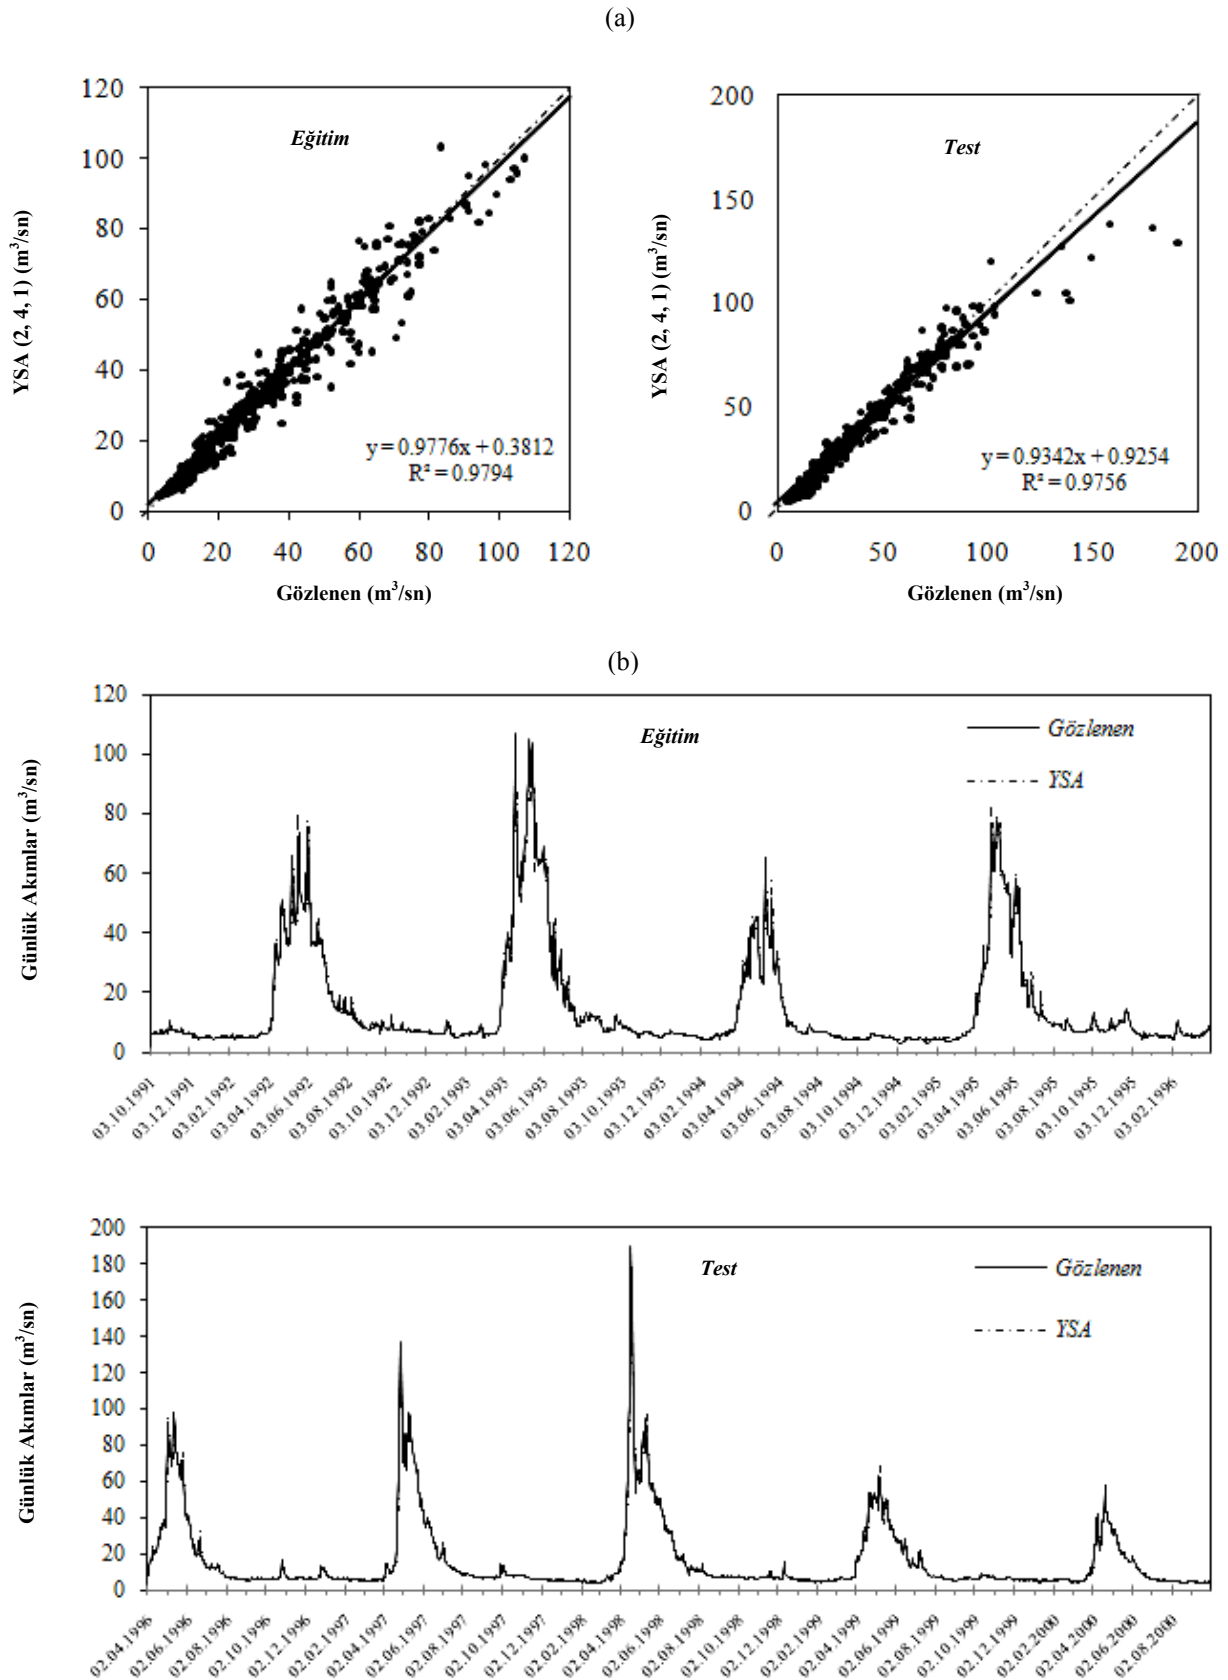 (a)
120
100
80
60
40
20
0
YSA (2, 4, 1) (m³/sn)
Eğitim
y = 0.9776x + 0.3812
R² = 0.9794
0 20 40 60 80 100 120
Gözlenen (m³/sn)
200
150
100
50
0
YSA (2, 4, 1) (m³/sn)
Test
y = 0.9342x + 0.9254
R² = 0.9756
0 50 100 150 200
Gözlenen (m³/sn)
(b)
120
100
80
60
40
20
0
Günlük Akımlar (m³/sn)
Eğitim
Gözlenen
YSA
03.10.1991 03.12.1991 03.02.1992 03.04.1992 03.06.1992 03.08.1992 03.10.1992 03.12.1992 03.02.1993 03.04.1993 03.06.1993 03.08.1993 03.10.1993 03.12.1993 03.02.1994 03.04.1994 03.06.1994 03.08.1994 03.10.1994 03.12.1994 03.02.1995 03.04.1995 03.06.1995 03.08.1995 03.10.1995 03.12.1995 03.02.1996
200
180
160
140
120
100
80
60
40
20
0
Günlük Akımlar (m³/sn)
Test
Gözlenen
YSA
02.04.1996 02.06.1996 02.08.1996 02.10.1996 02.12.1996 02.02.1997 02.04.1997 02.06.1997 02.08.1997 02.10.1997 02.12.1997 02.02.1998 02.04.1998 02.06.1998 02.08.1998 02.10.1998 02.12.1998 02.02.1999 02.04.1999 02.06.1999 02.08.1999 02.10.1999 02.12.1999 02.02.2000 02.04.2000 02.06.2000 02.08.2000